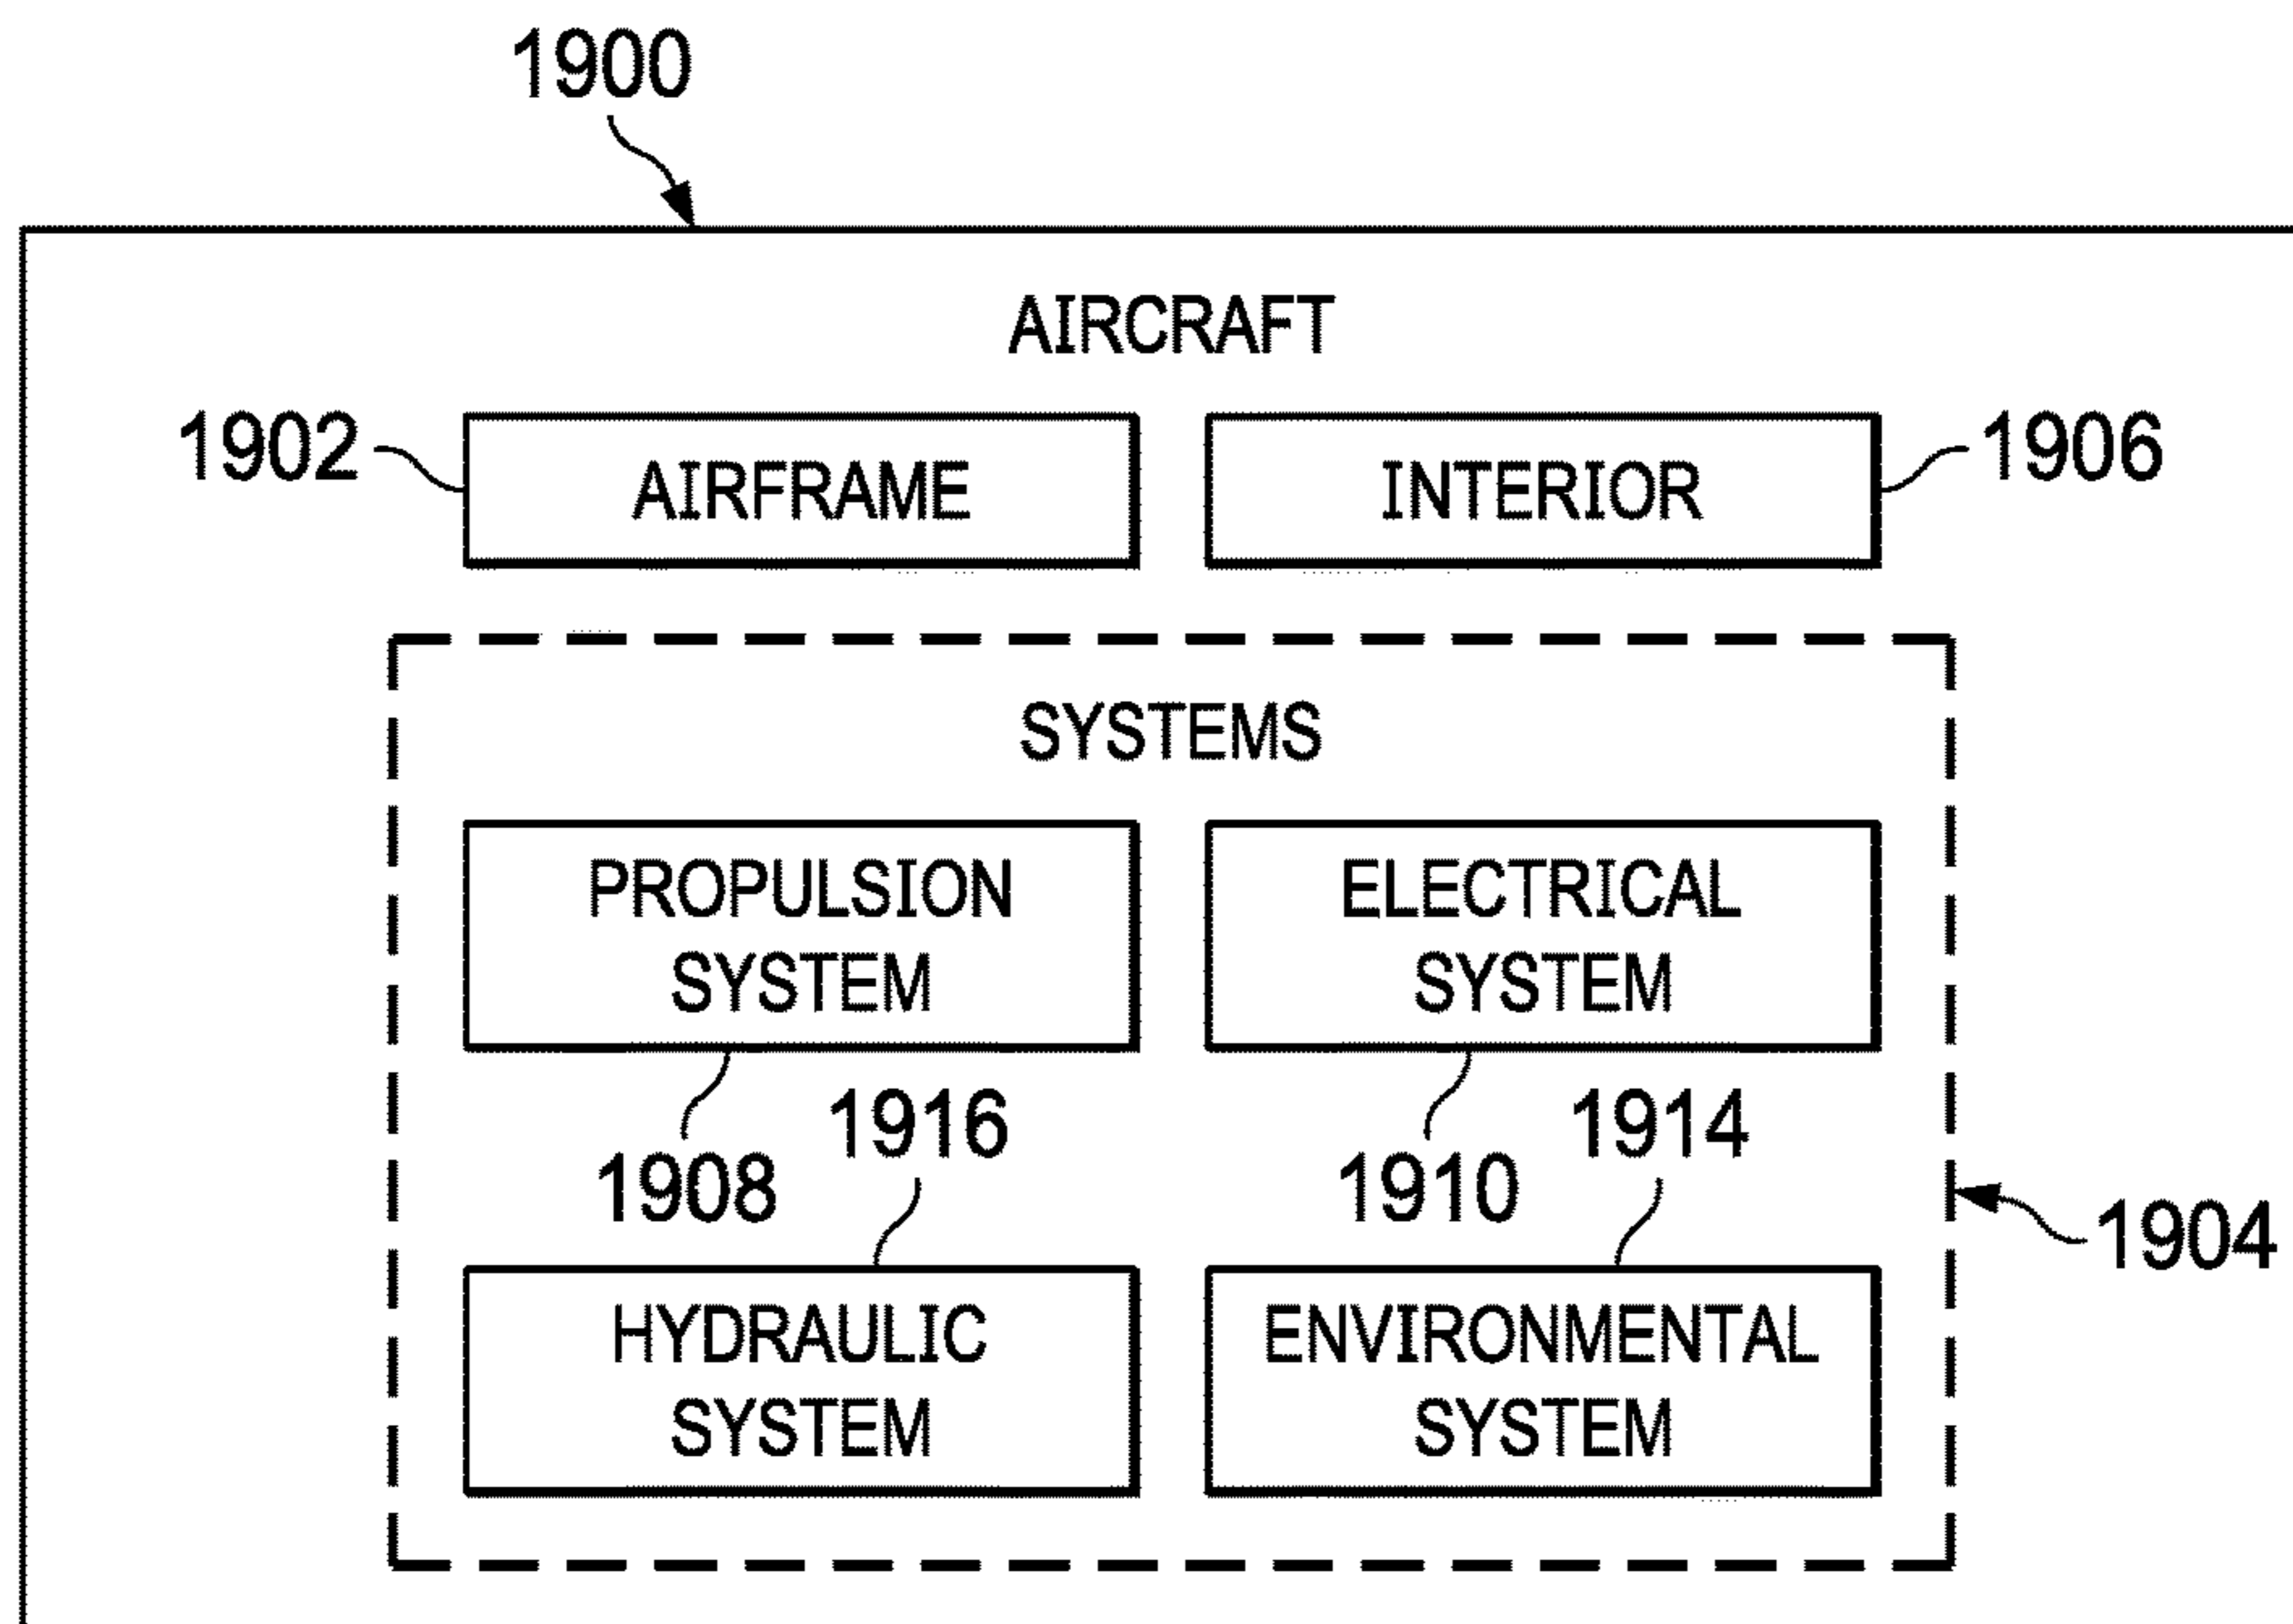 1900
AIRCRAFT
1902
AIRFRAME
INTERIOR
1906
SYSTEMS
PROPULSION
SYSTEM
ELECTRICAL
SYSTEM
1916
1914
1908
1910
1904
HYDRAULIC
SYSTEM
ENVIRONMENTAL
SYSTEM